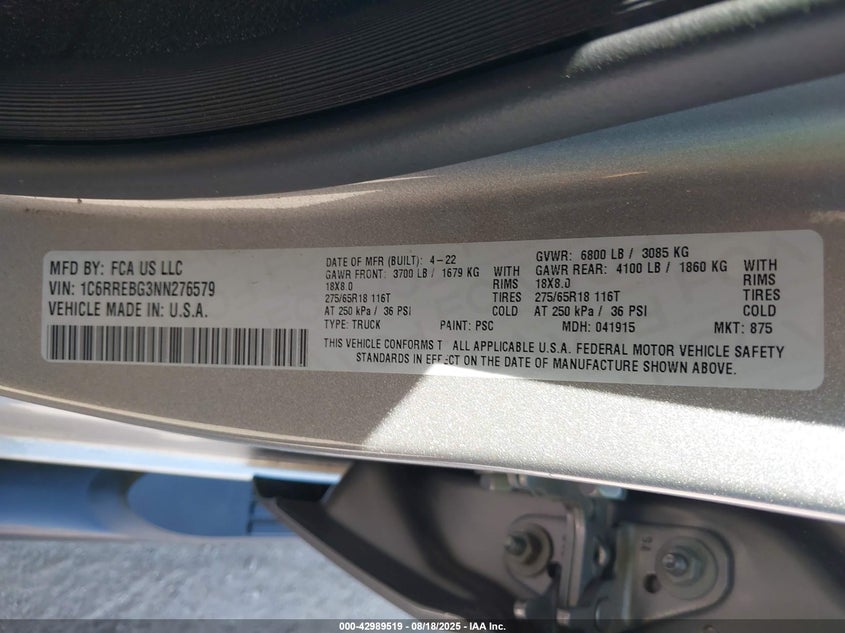 MFD BY: FCA US LLC
VIN: 1C6RREBG3NN276579
VEHICLE MADE IN: U.S.A.
DATE OF MFR (BUILT): 4-22 GVWR: 6800 LB / 3085 KG
GAWR FRONT: 3700 LB / 1679 KG WITH GAWR REAR: 4100 LB / 1860 KG WITH
18X8.0 RIMS 18X8.0 RIMS
275/65R18 116T TIRES 275/65R18 116T TIRES
AT 250 kPa / 36 PSI COLD AT 250 kPa / 36 PSI COLD
TYPE: TRUCK PAINT: PSC MDH: 041915 MKT: 875
THIS VEHICLE CONFORMS T ALL APPLICABLE U.S.A. FEDERAL MOTOR VEHICLE SAFETY
STANDARDS IN EFF CT ON THE DATE OF MANUFACTURE SHOWN ABOVE.
000-42989519 - 08/18/2025 - IAA Inc.